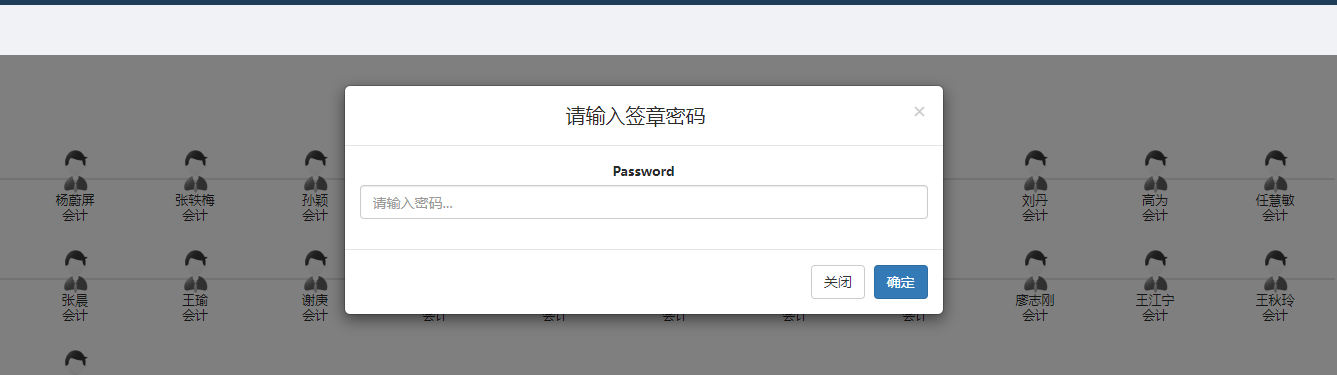 请输入签章密码
×
Password
请输入密码...
关闭 确定
杨蔚屏 张轶梅 孙颖 刘丹 高为 任慧敏
会计 会计 会计 会计 会计 会计
张晨 王瑜 谢庚 廖志刚 王江宁 王秋玲
会计 会计 会计 会计 会计 会计 会计 会计 会计 会计 会计